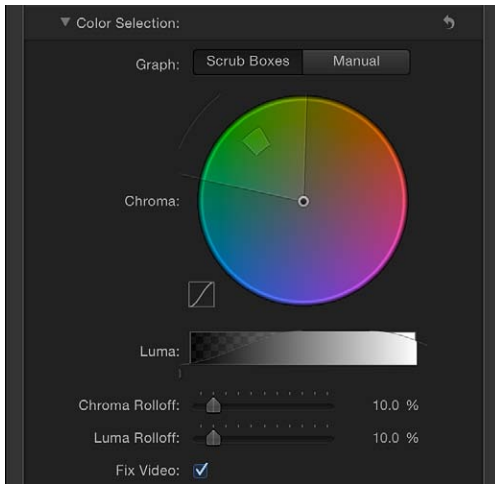 Color Selection:
Graph: Scrub Boxes Manual
Chroma:
Luma:
Chroma Rolloff: 10.0 %
Luma Rolloff: 10.0 %
Fix Video: